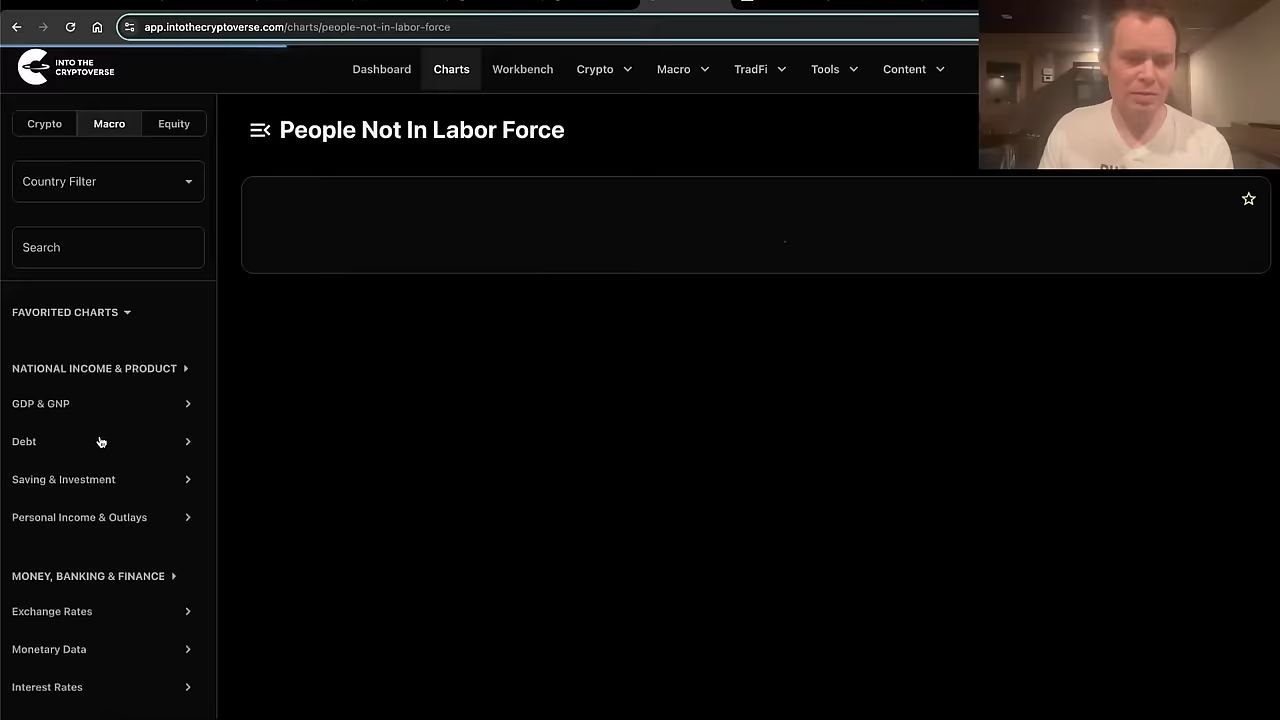 app.intothecryptoverse.com/charts/people-not-in-labor-force
INTO THE
CRYPTOVERSE
Dashboard
Charts
Workbench
Crypto
Macro
TradFi
Tools
Content
Crypto
Macro
Equity
People Not In Labor Force
Country Filter
Search
FAVORITED CHARTS
NATIONAL INCOME & PRODUCT
GDP & GNP
Debt
Saving & Investment
Personal Income & Outlays
MONEY, BANKING & FINANCE
Exchange Rates
Monetary Data
Interest Rates